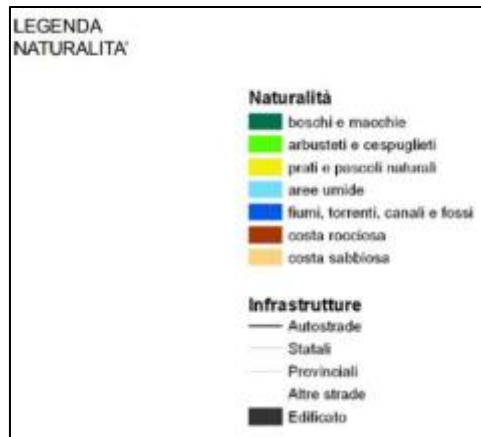 LEGENDA
NATURALITA'
Naturalità
boschi e macchie
arbusteti e cespuglieti
prati e pascoli naturali
aree umide
fiumi, torrenti, canali e fossi
costa rocciosa
costa sabbiosa
Infrastrutture
Autostrade
Statali
Provinciali
Altre strade
Edificato